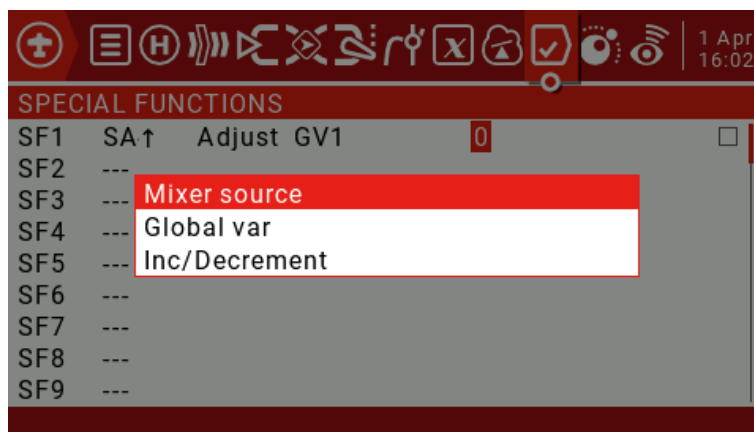 H
x
1 Apr
16:02
SPECIAL FUNCTIONS
SF1 SA↑ Adjust GV1 0
SF2 ---
SF3 --- Mixer source
SF4 --- Global var
SF5 --- Inc/Decrement
SF6 ---
SF7 ---
SF8 ---
SF9 ---